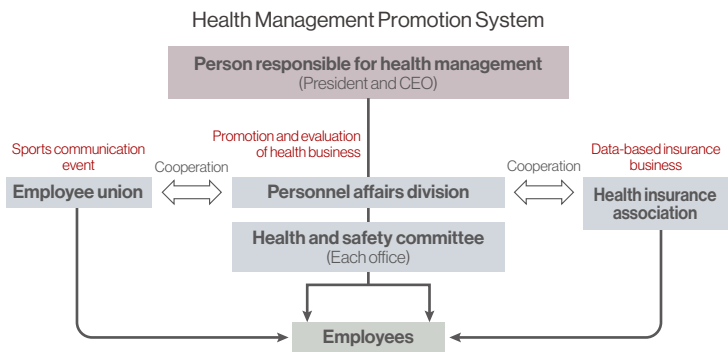 Health Management Promotion System
Person responsible for health management
(President and CEO)
Sports communication
event
Promotion and evaluation
of health business
Data-based insurance
business
Cooperation
Cooperation
Employee union
Personnel affairs division
Health insurance
association
Health and safety committee
(Each office)
Employees